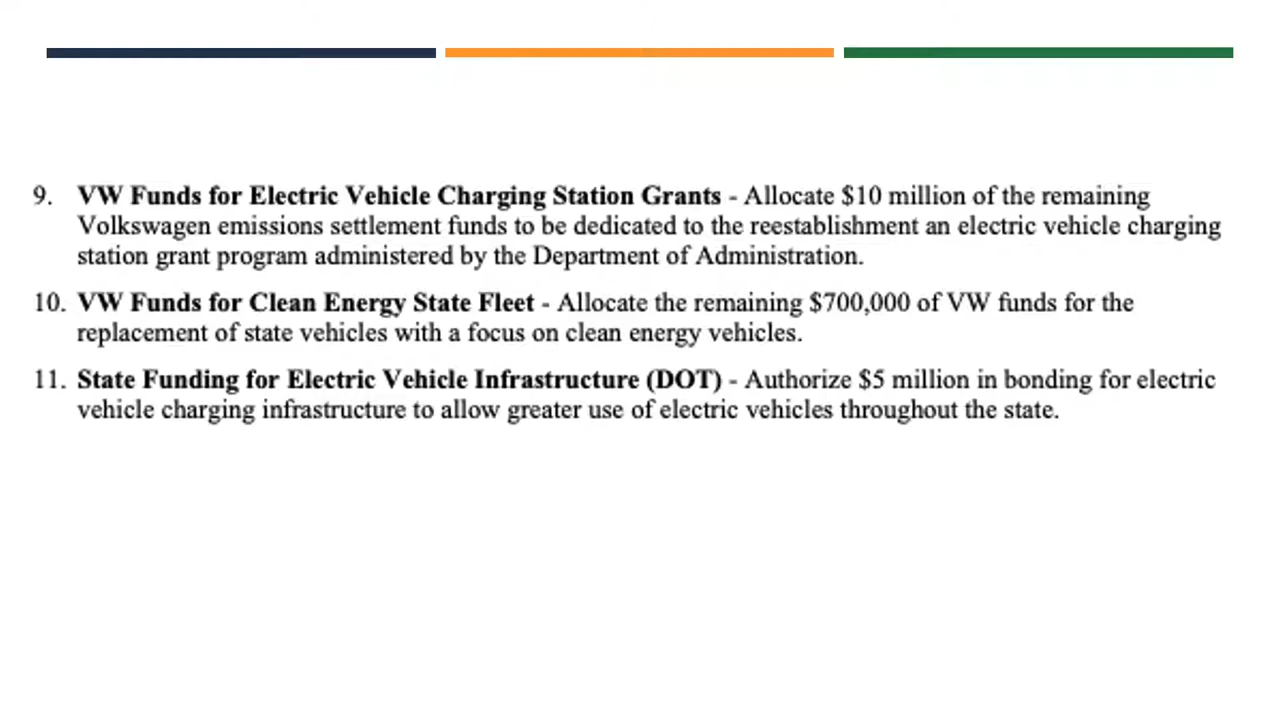 9. VW Funds for Electric Vehicle Charging Station Grants - Allocate $10 million of the remaining
Volkswagen emissions settlement funds to be dedicated to the reestablishment an electric vehicle charging
station grant program administered by the Department of Administration.
10. VW Funds for Clean Energy State Fleet - Allocate the remaining $700,000 of VW funds for the
replacement of state vehicles with a focus on clean energy vehicles.
11. State Funding for Electric Vehicle Infrastructure (DOT) - Authorize $5 million in bonding for electric
vehicle charging infrastructure to allow greater use of electric vehicles throughout the state.